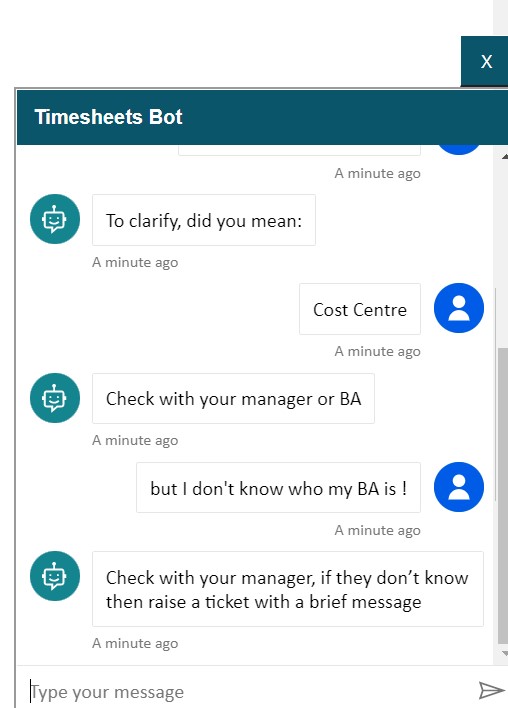 X
Timesheets Bot
A minute ago
To clarify, did you mean:
A minute ago
Cost Centre
A minute ago
Check with your manager or BA
A minute ago
but I don't know who my BA is !
A minute ago
Check with your manager, if they don’t know
then raise a ticket with a brief message
A minute ago
Type your message